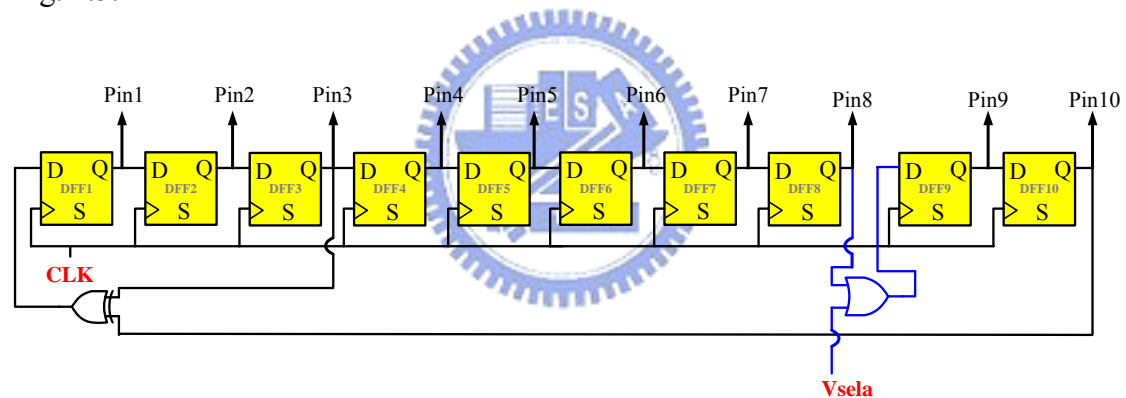 Pin1 Pin2 Pin3 Pin4 Pin5 Pin6 Pin7 Pin8 Pin9 Pin10
D Q D Q D Q D Q D Q D Q D Q D Q D Q D Q
DFF1 DFF2 DFF3 DFF4 DFF5 DFF6 DFF7 DFF8 DFF9 DFF10
S S S S S S S S S S
CLK
Vsela